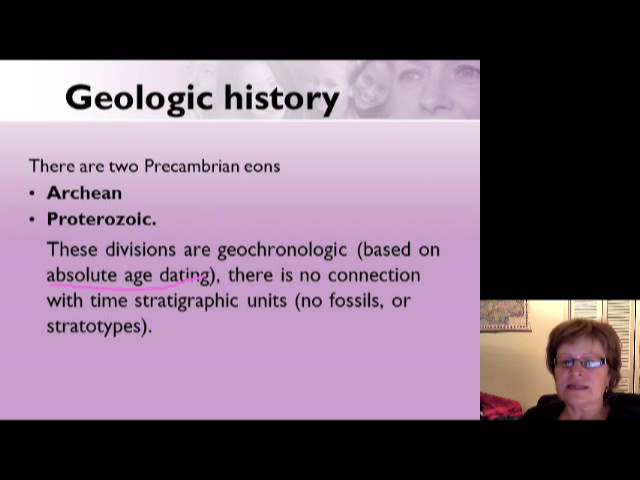 Geologic history
There are two Precambrian eons
• Archean
• Proterozoic.
These divisions are geochronologic (based on
absolute age dating), there is no connection
with time stratigraphic units (no fossils, or
stratotypes).